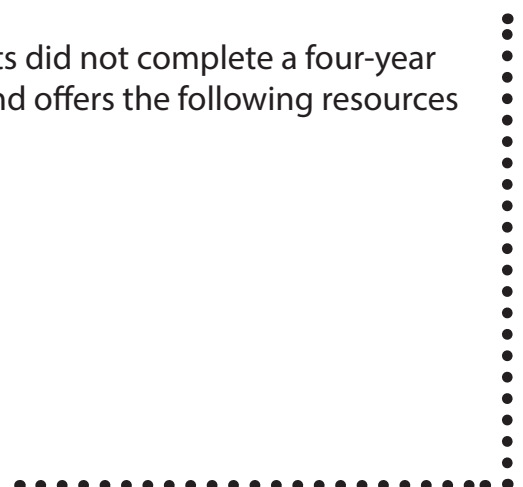 ts did not complete a four-year
nd offers the following resources